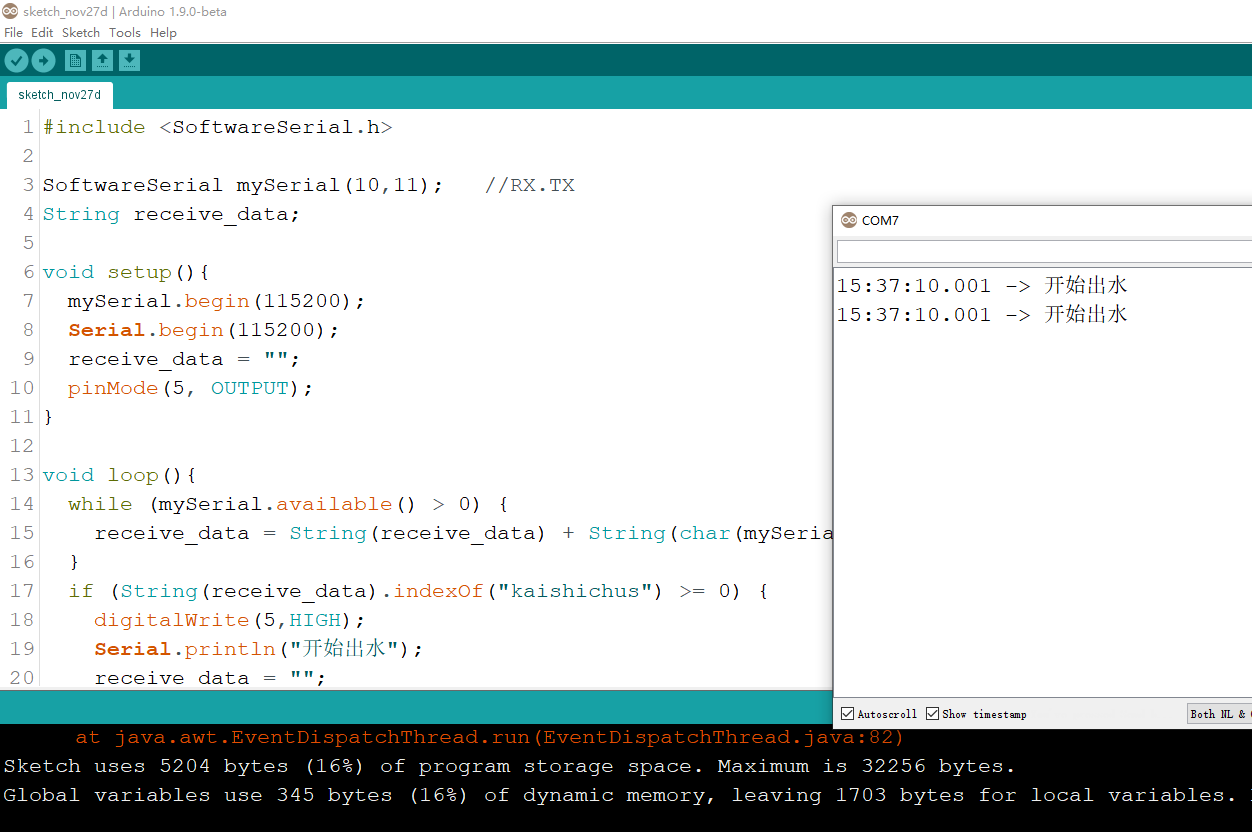 sketch_nov27d | Arduino 1.9.0-beta
File Edit Sketch Tools Help
sketch_nov27d
1 #include <SoftwareSerial.h>
2
3 SoftwareSerial mySerial(10,11); //RX.TX
4 String receive_data;
5
6 void setup(){
7 mySerial.begin(115200);
8 Serial.begin(115200);
9 receive_data = "";
10 pinMode(5, OUTPUT);
11 }
12
13 void loop(){
14 while (mySerial.available() > 0) {
15 receive_data = String(receive_data) + String(char(mySeria
16 }
17 if (String(receive_data).indexOf("kaishichus") >= 0) {
18 digitalWrite(5,HIGH);
19 Serial.println("开始出水");
20 receive_data = "";
COM7
15:37:10.001 -> 开始出水
15:37:10.001 -> 开始出水
Autoscroll Show timestamp
Both NL &
at java.awt.EventDispatchThread.run(EventDispatchThread.java:82)
Sketch uses 5204 bytes (16%) of program storage space. Maximum is 32256 bytes.
Global variables use 345 bytes (16%) of dynamic memory, leaving 1703 bytes for local variables.